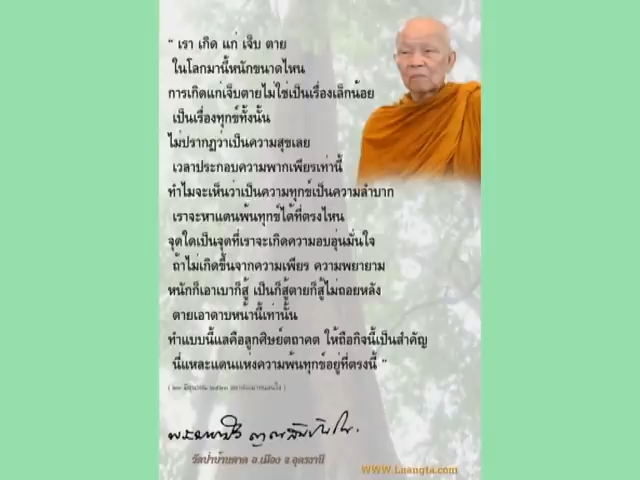 “ เรา เกิด แก่ เจ็บ ตาย
ในโลกมานี้หนักขนาดไหน
การเกิดแก่เจ็บตายไม่ใช่เป็นเรื่องเล็กน้อย
เป็นเรื่องทุกข์ทั้งนั้น
ไม่ปรากฏว่าเป็นความสุขเลย
เวลาประกอบความพากเพียรเท่านี้
ทำไมจะเห็นว่าเป็นความทุกข์เป็นความลำบาก
เราจะหาแดนพ้นทุกข์ได้ที่ตรงไหน
จุดใดเป็นจุดที่เราจะเกิดความอบอุ่นมั่นใจ
ถ้าไม่เกิดขึ้นจากความเพียร ความพยายาม
หนักก็เอาเบาก็สู้ เป็นก็สู้ตายก็สู้ไม่ถอยหลัง
ตายเอาดาบหน้านี้เท่านั้น
ทำแบบนี้แลคือลูกศิษย์ตถาคต ให้ถือกิจนี้เป็นสำคัญ
นี่แหละแดนแห่งความพ้นทุกข์อยู่ที่ตรงนี้ ”
วัดป่าบ้านตาด อ.เมือง จ.อุดรธานี
WWW.Luangta.com